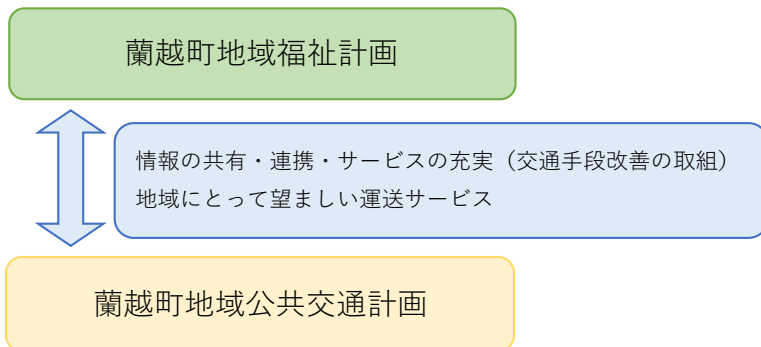 蘭越町地域福祉計画
情報の共有・連携・サービスの充実（交通手段改善の取組）
地域にとって望ましい運送サービス
蘭越町地域公共交通計画